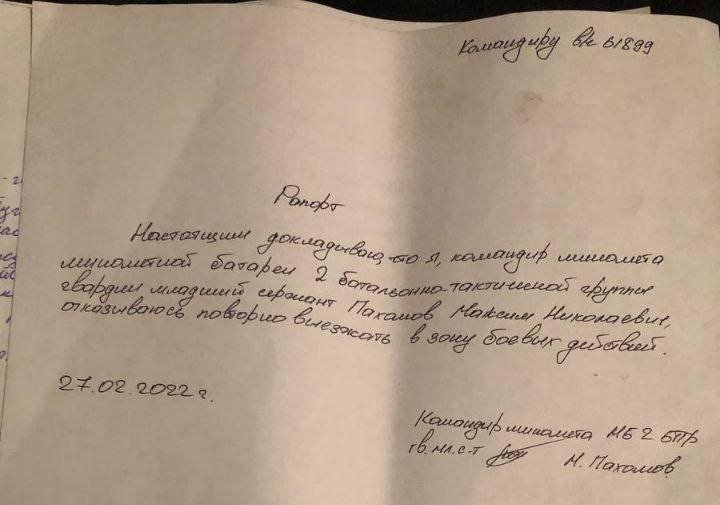 Командиру в/ч 61899
Рапорт
Настоящим докладываю, что я, командир миномета
минометной батареи 2 батальонно-тактической группы
гвардии младший сержант Пахомов Максим Николаевич,
отказываюсь повторно выезжать в зону боевых действий.
27.02.2022 г.
Командир миномета МБ 2 БТГр
гв. мл. с-т М. Пахомов.